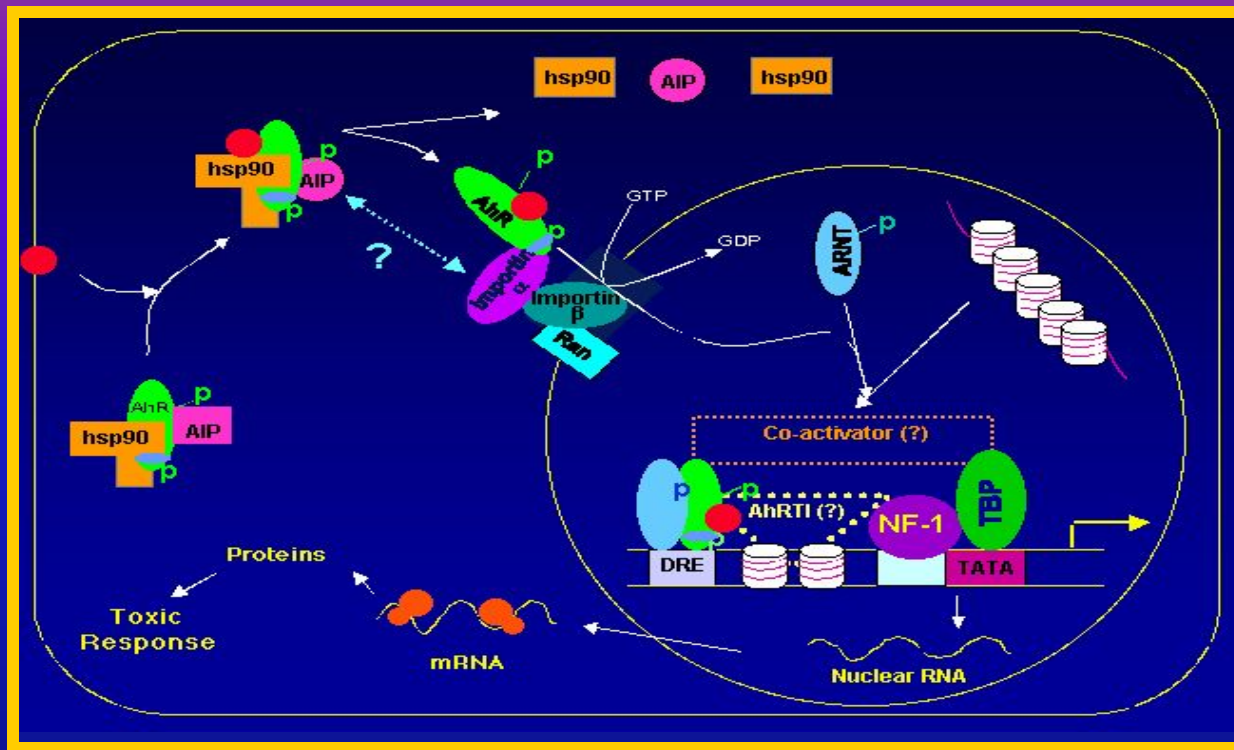 hsp90
AIP
hsp90
hsp90
AIP
p
p
?
AhR
p
p
Importin
α
Importin
β
Ran
GTP
GDP
ARNT
p
AhR
p
hsp90
AIP
p
Co-activator (?)
p
p
p
AhRTI (?)
NF-1
TBP
DRE
TATA
Proteins
Toxic
Response
mRNA
Nuclear RNA